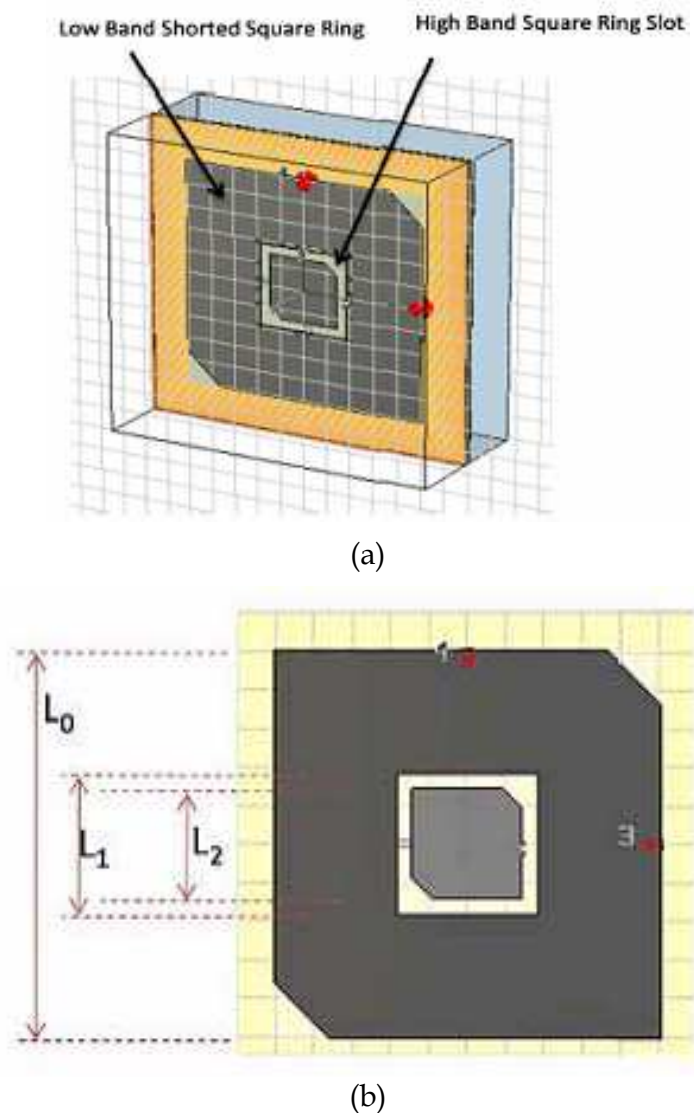 Low Band Shorted Square Ring
High Band Square Ring Slot
(a)
L0
L1
L2
1
3
(b)